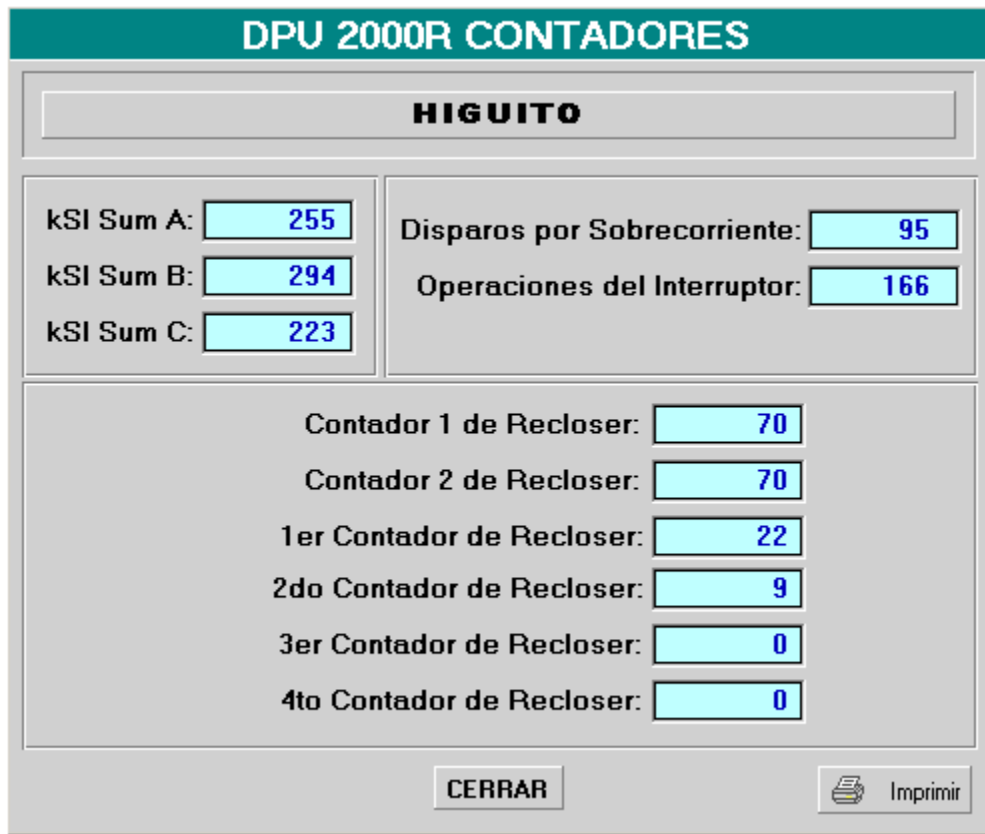 DPU 2000R CONTADORES
HIGUITO
kSI Sum A: 255
kSI Sum B: 294
kSI Sum C: 223
Disparos por Sobrecorriente: 95
Operaciones del Interruptor: 166
Contador 1 de Recloser: 70
Contador 2 de Recloser: 70
1er Contador de Recloser: 22
2do Contador de Recloser: 9
3er Contador de Recloser: 0
4to Contador de Recloser: 0
CERRAR
Imprimir